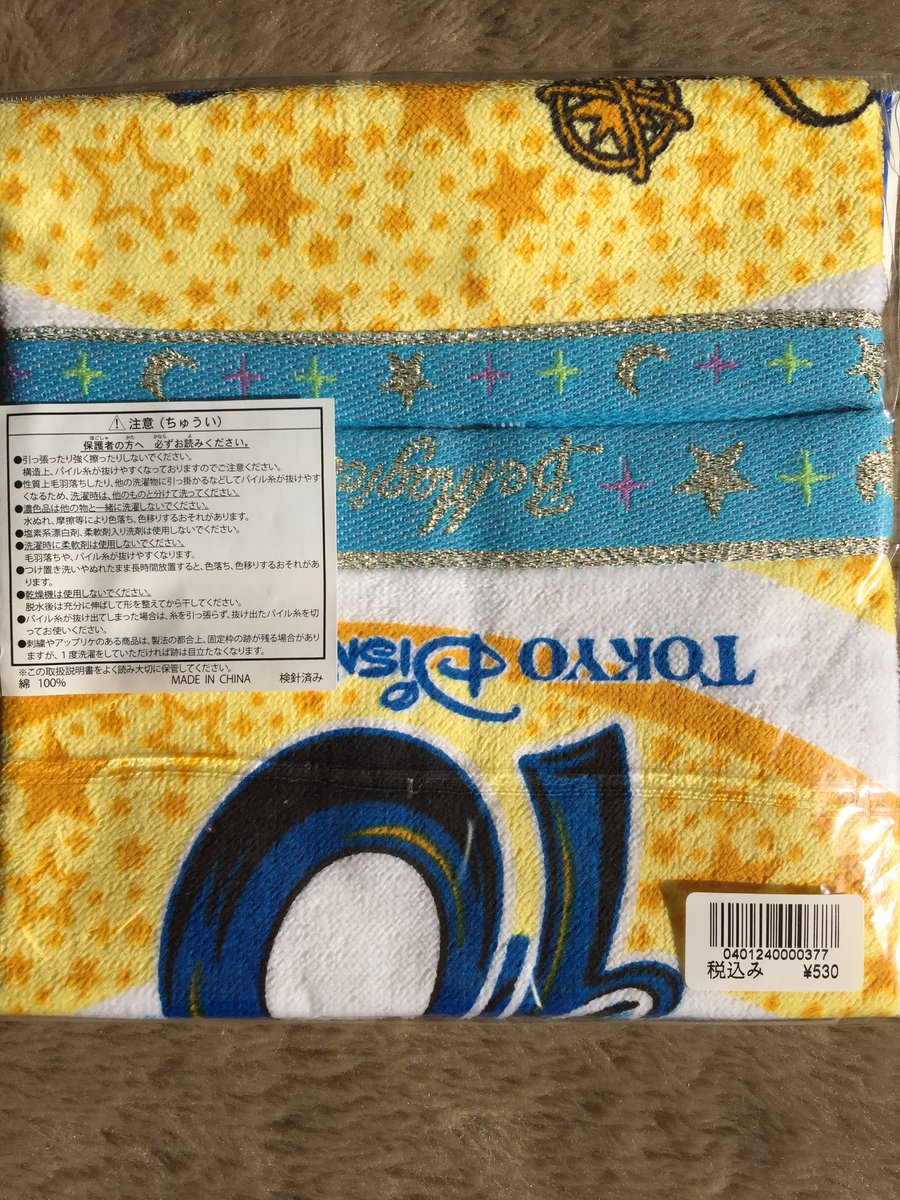 ⚠ 注意(ちゅうい)
保護者の方へ 必ずお読みください。
●引っ張ったり強く擦ったりしないでください。
構造上、パイル糸が抜けやすくなっておりますのでご注意ください。
●性質上毛羽落ちしたり、他の洗濯物に引っ掛かるなどしてパイル糸が抜けやす
くなるため、洗濯時は、他のものと分けて洗ってください。
●濃色品は他の物と一緒に洗濯しないでください。
水ぬれ、摩擦等により色落ち、色移りするおそれがあります。
●塩素系漂白剤、柔軟剤入り洗剤は使用しないでください。
●洗濯時に柔軟剤は使用しないでください。
毛羽落ちや、パイル糸が抜けやすくなります。
●つけ置き洗いやぬれたまま長時間放置すると、色落ち、色移りするおそれがあ
ります。
●乾燥機は使用しないでください。
脱水後は充分に伸ばして形を整えてから干してください。
●パイル糸が抜け出てしまった場合は、糸を引っ張らず、抜け出たパイル糸を切
ってお使いください。
●刺繍やアップリケのある商品は、製法の都合上、固定枠の跡が残る場合があり
ますが、1度洗濯をしていただければ跡は目立たなくなります。
※この取扱説明書をよく読み大切に保管してください。
綿 100% MADE IN CHINA 検針済み
BeMagic
TOKYO DISN
0401240000377
税込み ¥530